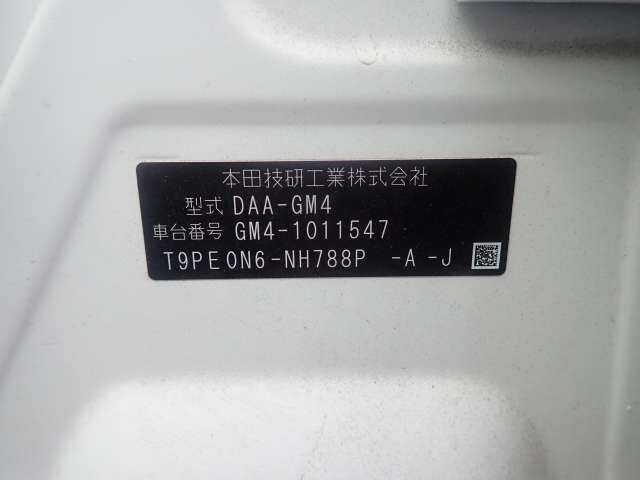 本田技研工業株式会社
型式 DAA-GM4
車台番号 GM4-1011547
T9PE0N6-NH788P -A -J